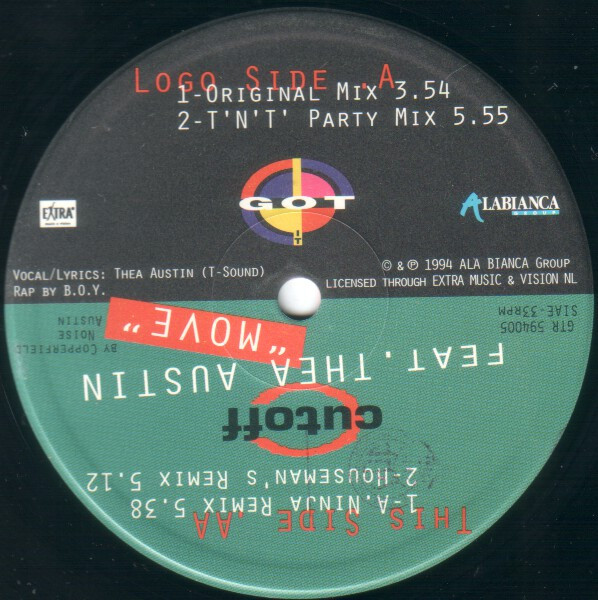 Logo Side .A
1-Original Mix 3.54
2-T'N'T' Party Mix 5.55
EXTRA
GOT
IT
ALABIANCA
GROUP
Vocal/Lyrics: Thea Austin (T-Sound)
Rap by B.O.Y.
© & ℗ 1994 ALA BIANCA Group
licensed through EXTRA MUSIC & VISION NL
This Side .AA
1-A.Ninja Remix 5.38
2-Houseman's Remix 5.12
cutoff
FEAT. THEA AUSTIN
"MOVE"
by Copperfield
Noise
Austin
GTR 594005
SIAE-33rpm